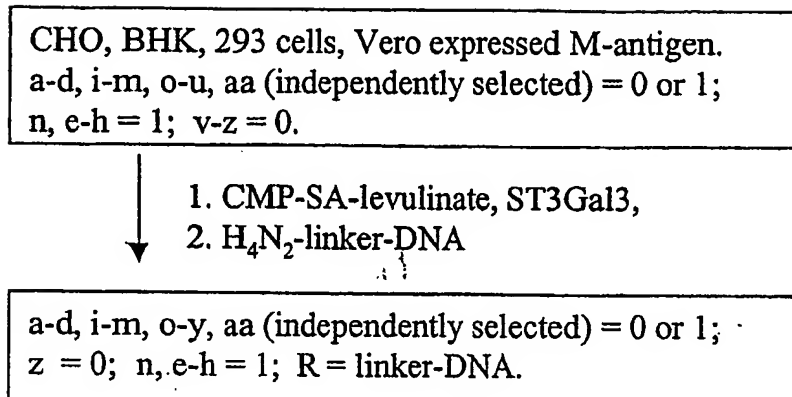 CHO, BHK, 293 cells, Vero expressed M-antigen.
a-d, i-m, o-u, aa (independently selected) = 0 or 1;
n, e-h = 1; v-z = 0.
1. CMP-SA-levulinate, ST3Gal3,
2. H₄N₂-linker-DNA
a-d, i-m, o-y, aa (independently selected) = 0 or 1;
z = 0; n, e-h = 1; R = linker-DNA.